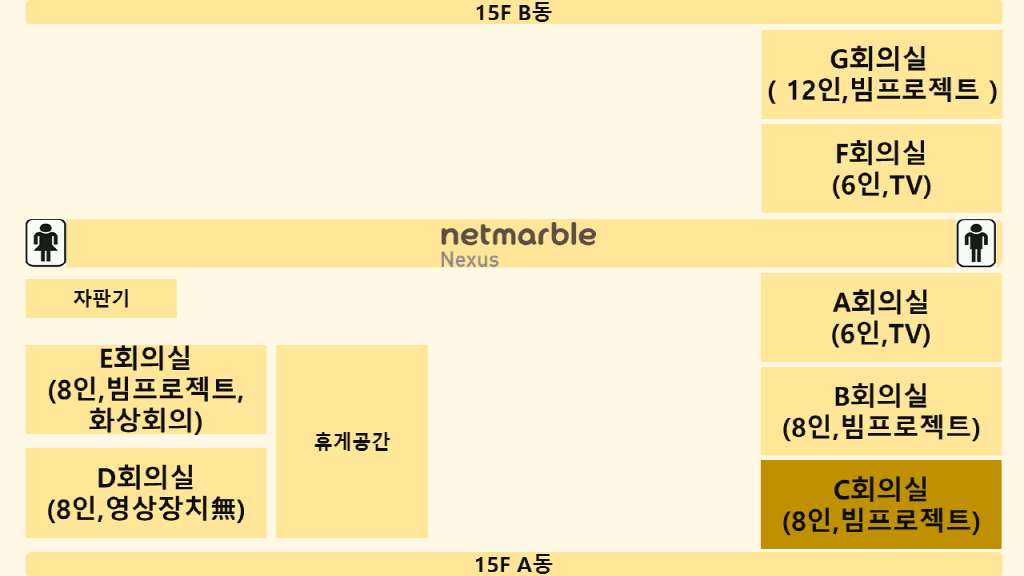 15F B동
G회의실
( 12인,빔프로젝트 )
F회의실
(6인,TV)
netmarble
Nexus
자판기
A회의실
(6인,TV)
E회의실
(8인,빔프로젝트,
화상회의)
휴게공간
B회의실
(8인,빔프로젝트)
D회의실
(8인,영상장치無)
C회의실
(8인,빔프로젝트)
15F A동